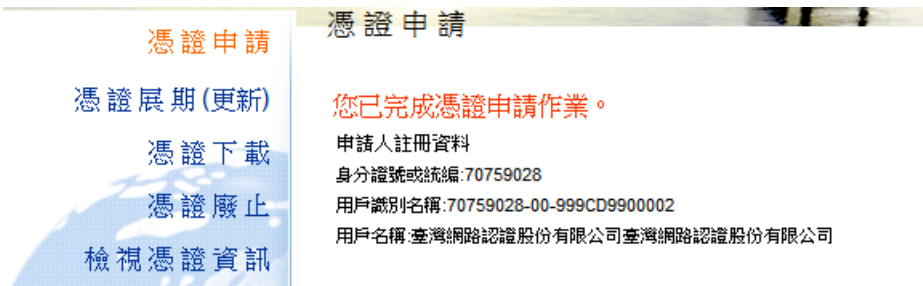 憑證申請
憑證展期(更新)
憑證下載
憑證廢止
檢視憑證資訊
憑證申請
您已完成憑證申請作業。
申請人註冊資料
身分證號或統編:70759028
用戶識別名稱:70759028-00-999CD9900002
用戶名稱:臺灣網路認證股份有限公司臺灣網路認證股份有限公司